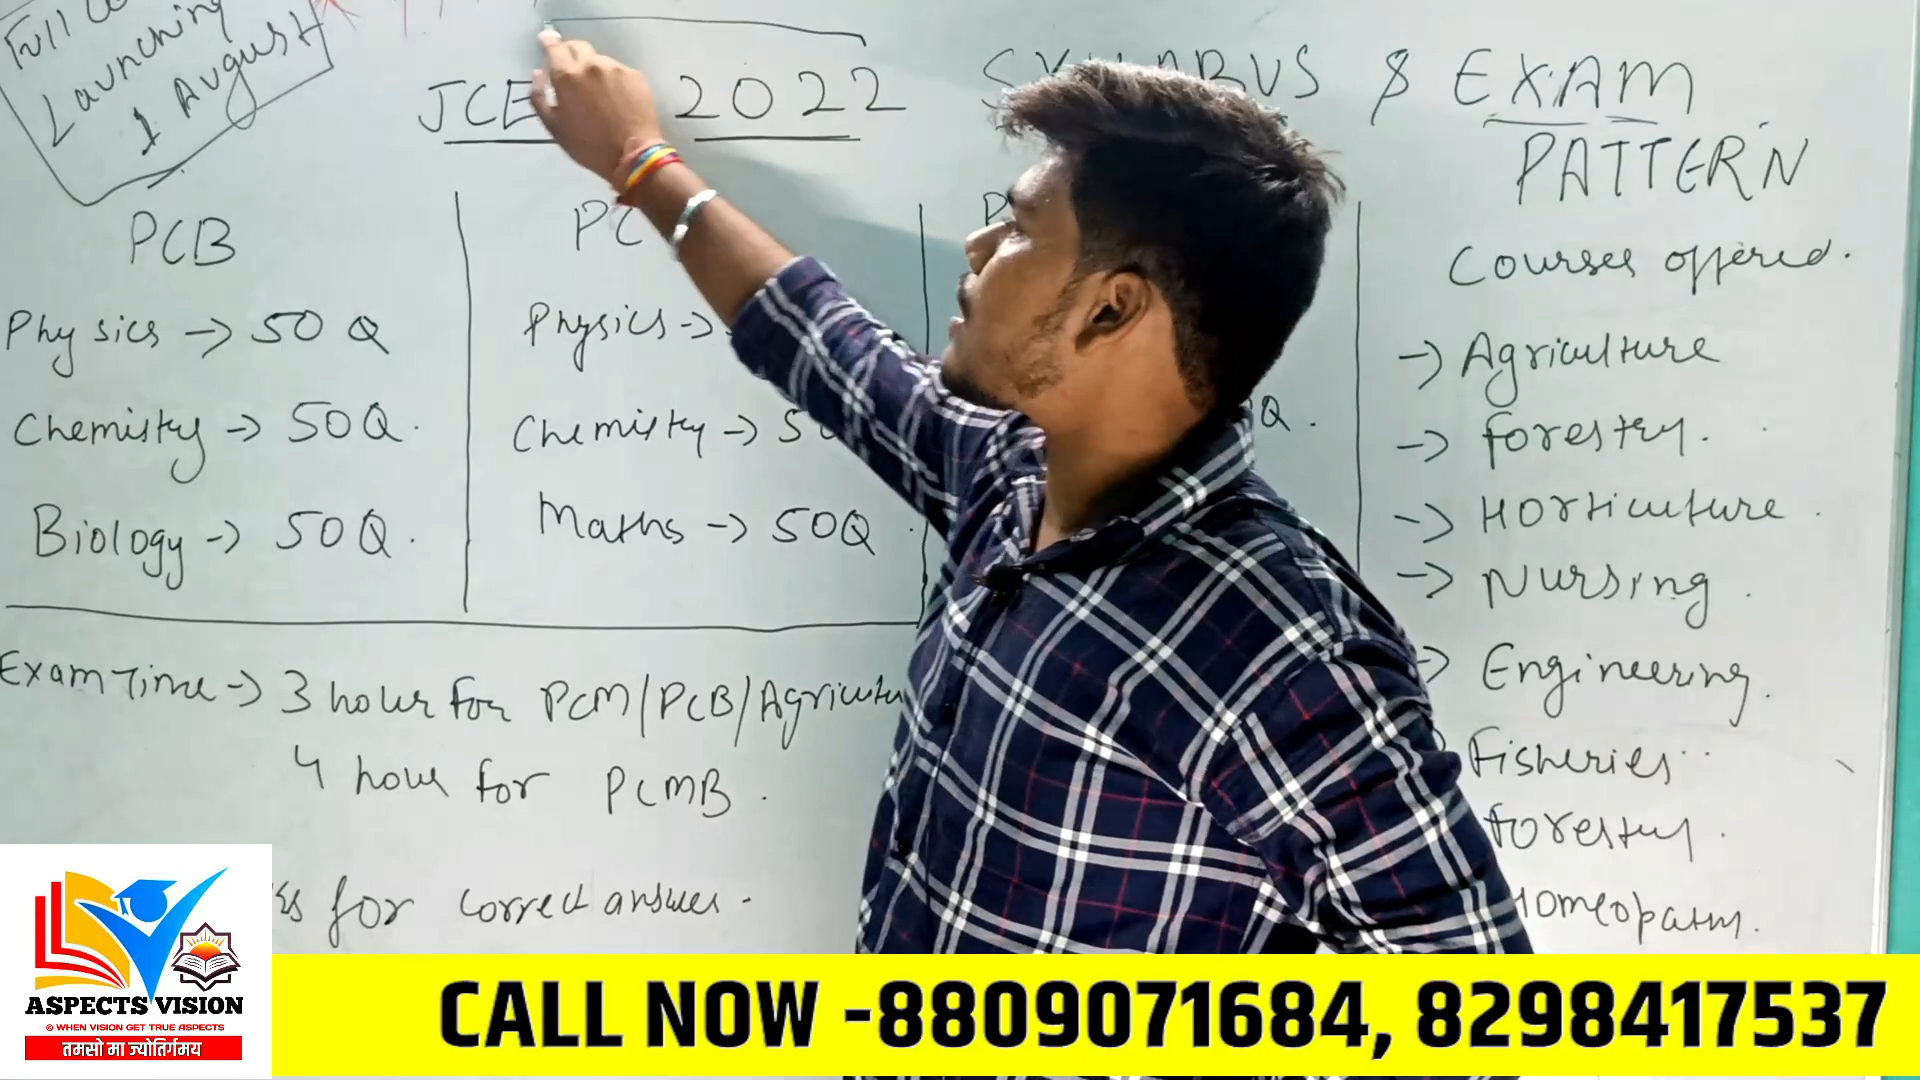 Full
Launching
1 August
JCE 2022 SYLLABUS & EXAM
PATTERN
PCB
Physics → 50 Q
Chemistry → 50Q.
Biology → 50Q.
PC
Physics →
Chemistry → 50
Maths → 50Q
P
Q.
Courses offered.
→ Agriculture
→ forestry.
→ Horticulture.
→ Nursing.
→ Engineering.
Fisheries
forestry.
Homeopathy.
Exam Time → 3 hour for PCM/PCB/Agricultu
4 hour for PCMB.
ks for correct answer.
ASPECTS VISION
© WHEN VISION GET TRUE ASPECTS
तमसो मा ज्योतिर्गमय
CALL NOW -8809071684, 8298417537